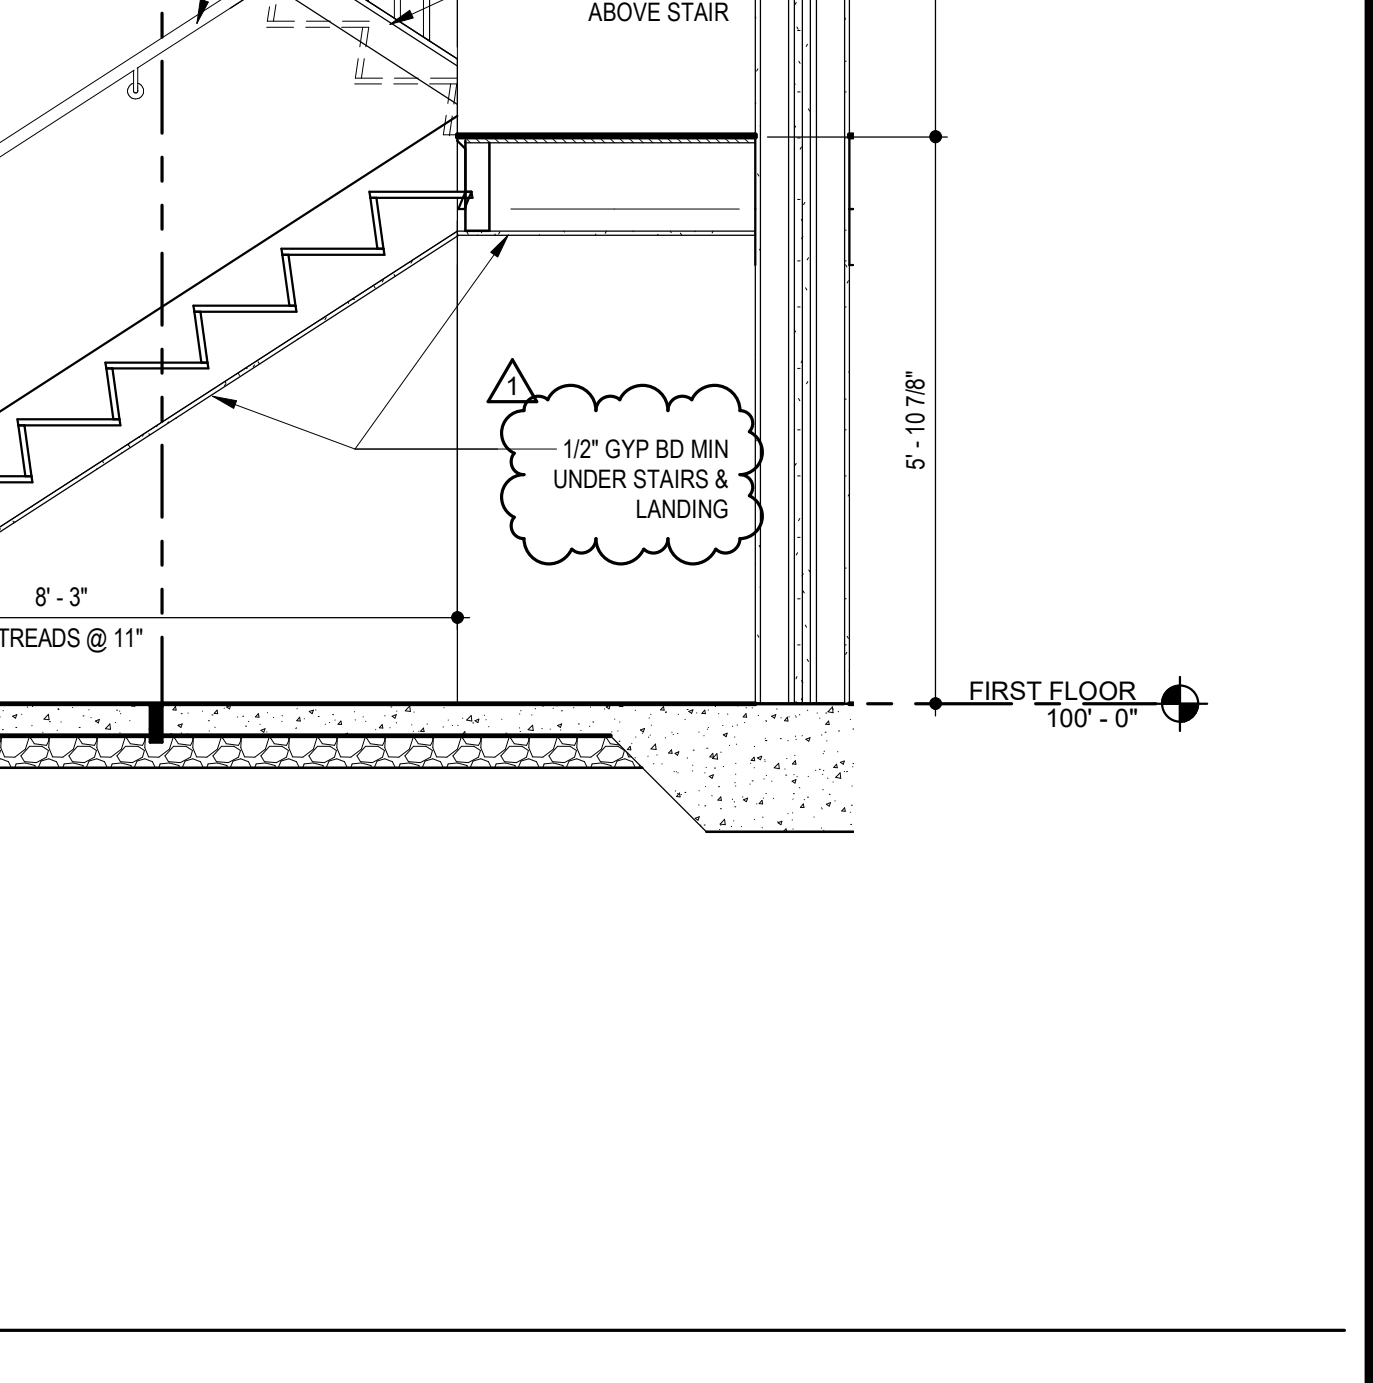 ABOVE STAIR
1
1/2" GYP BD MIN
UNDER STAIRS &
LANDING
5' - 10 7/8"
8' - 3"
TREADS @ 11"
FIRST FLOOR
100' - 0"